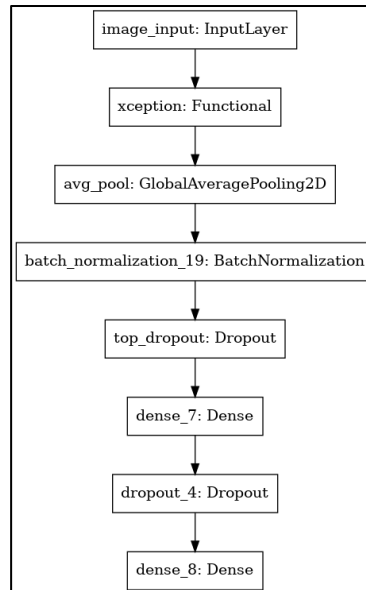 image_input: InputLayer
xception: Functional
avg_pool: GlobalAveragePooling2D
batch_normalization_19: BatchNormalization
top_dropout: Dropout
dense_7: Dense
dropout_4: Dropout
dense_8: Dense